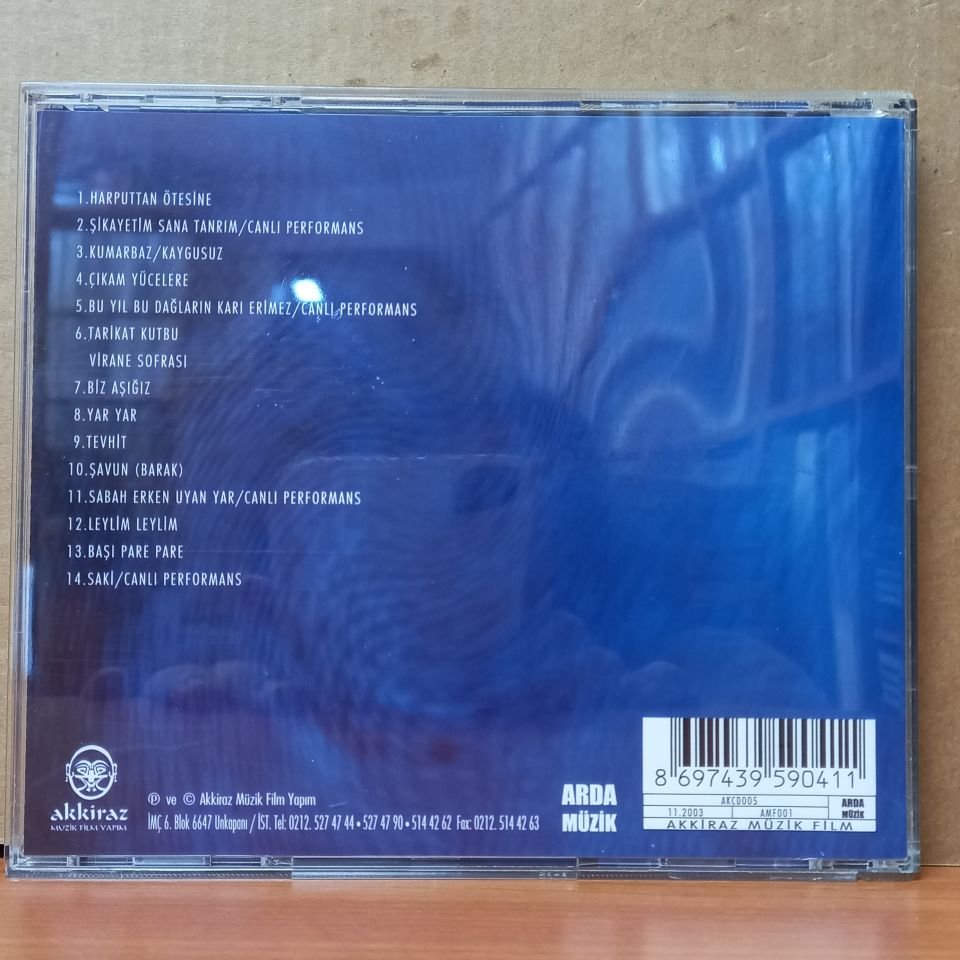 1.HARPUTTAN ÖTESİNE
2.ŞİKAYETİM SANA TANRIM/CANLI PERFORMANS
3.KUMARBAZ/KAYGUSUZ
4.ÇIKAM YÜCELERE
5.BU YIL BU DAĞLARIN KARI ERİMEZ/CANLI PERFORMANS
6.TARİKAT KUTBU
VİRANE SOFRASI
7.BİZ AŞIĞIZ
8.YAR YAR
9.TEVHİT
10.ŞAVUN (BARAK)
11.SABAH ERKEN UYAN YAR/CANLI PERFORMANS
12.LEYLİM LEYLİM
13.BAŞI PARE PARE
14.SAKİ/CANLI PERFORMANS
akkiraz
MUZİK FİLM YAPIM
℗ ve © Akkiraz Müzik Film Yapım
İMÇ 6. Blok 6647 Unkapanı / İST. Tel: 0212. 527 47 44 • 527 47 90 • 514 42 62 Fax: 0212. 514 42 63
ARDA
MÜZİK
8 697439 590411
AKCD005
11.2003 AMF001
ARDA
MÜZİK
AKKİRAZ MÜZİK FİLM